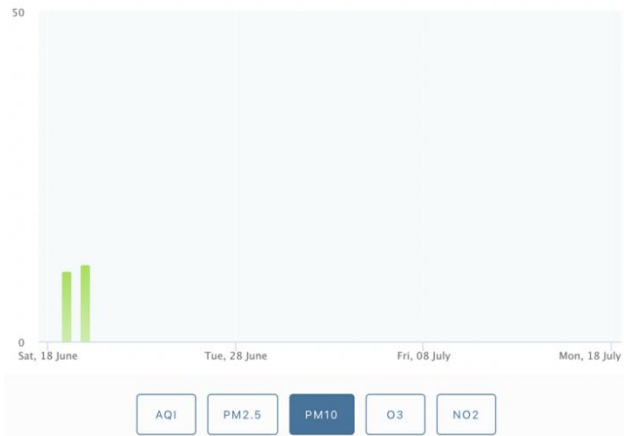 50
0
Sat, 18 June Tue, 28 June Fri, 08 July Mon, 18 July
AQI PM2.5 PM10 O3 NO2